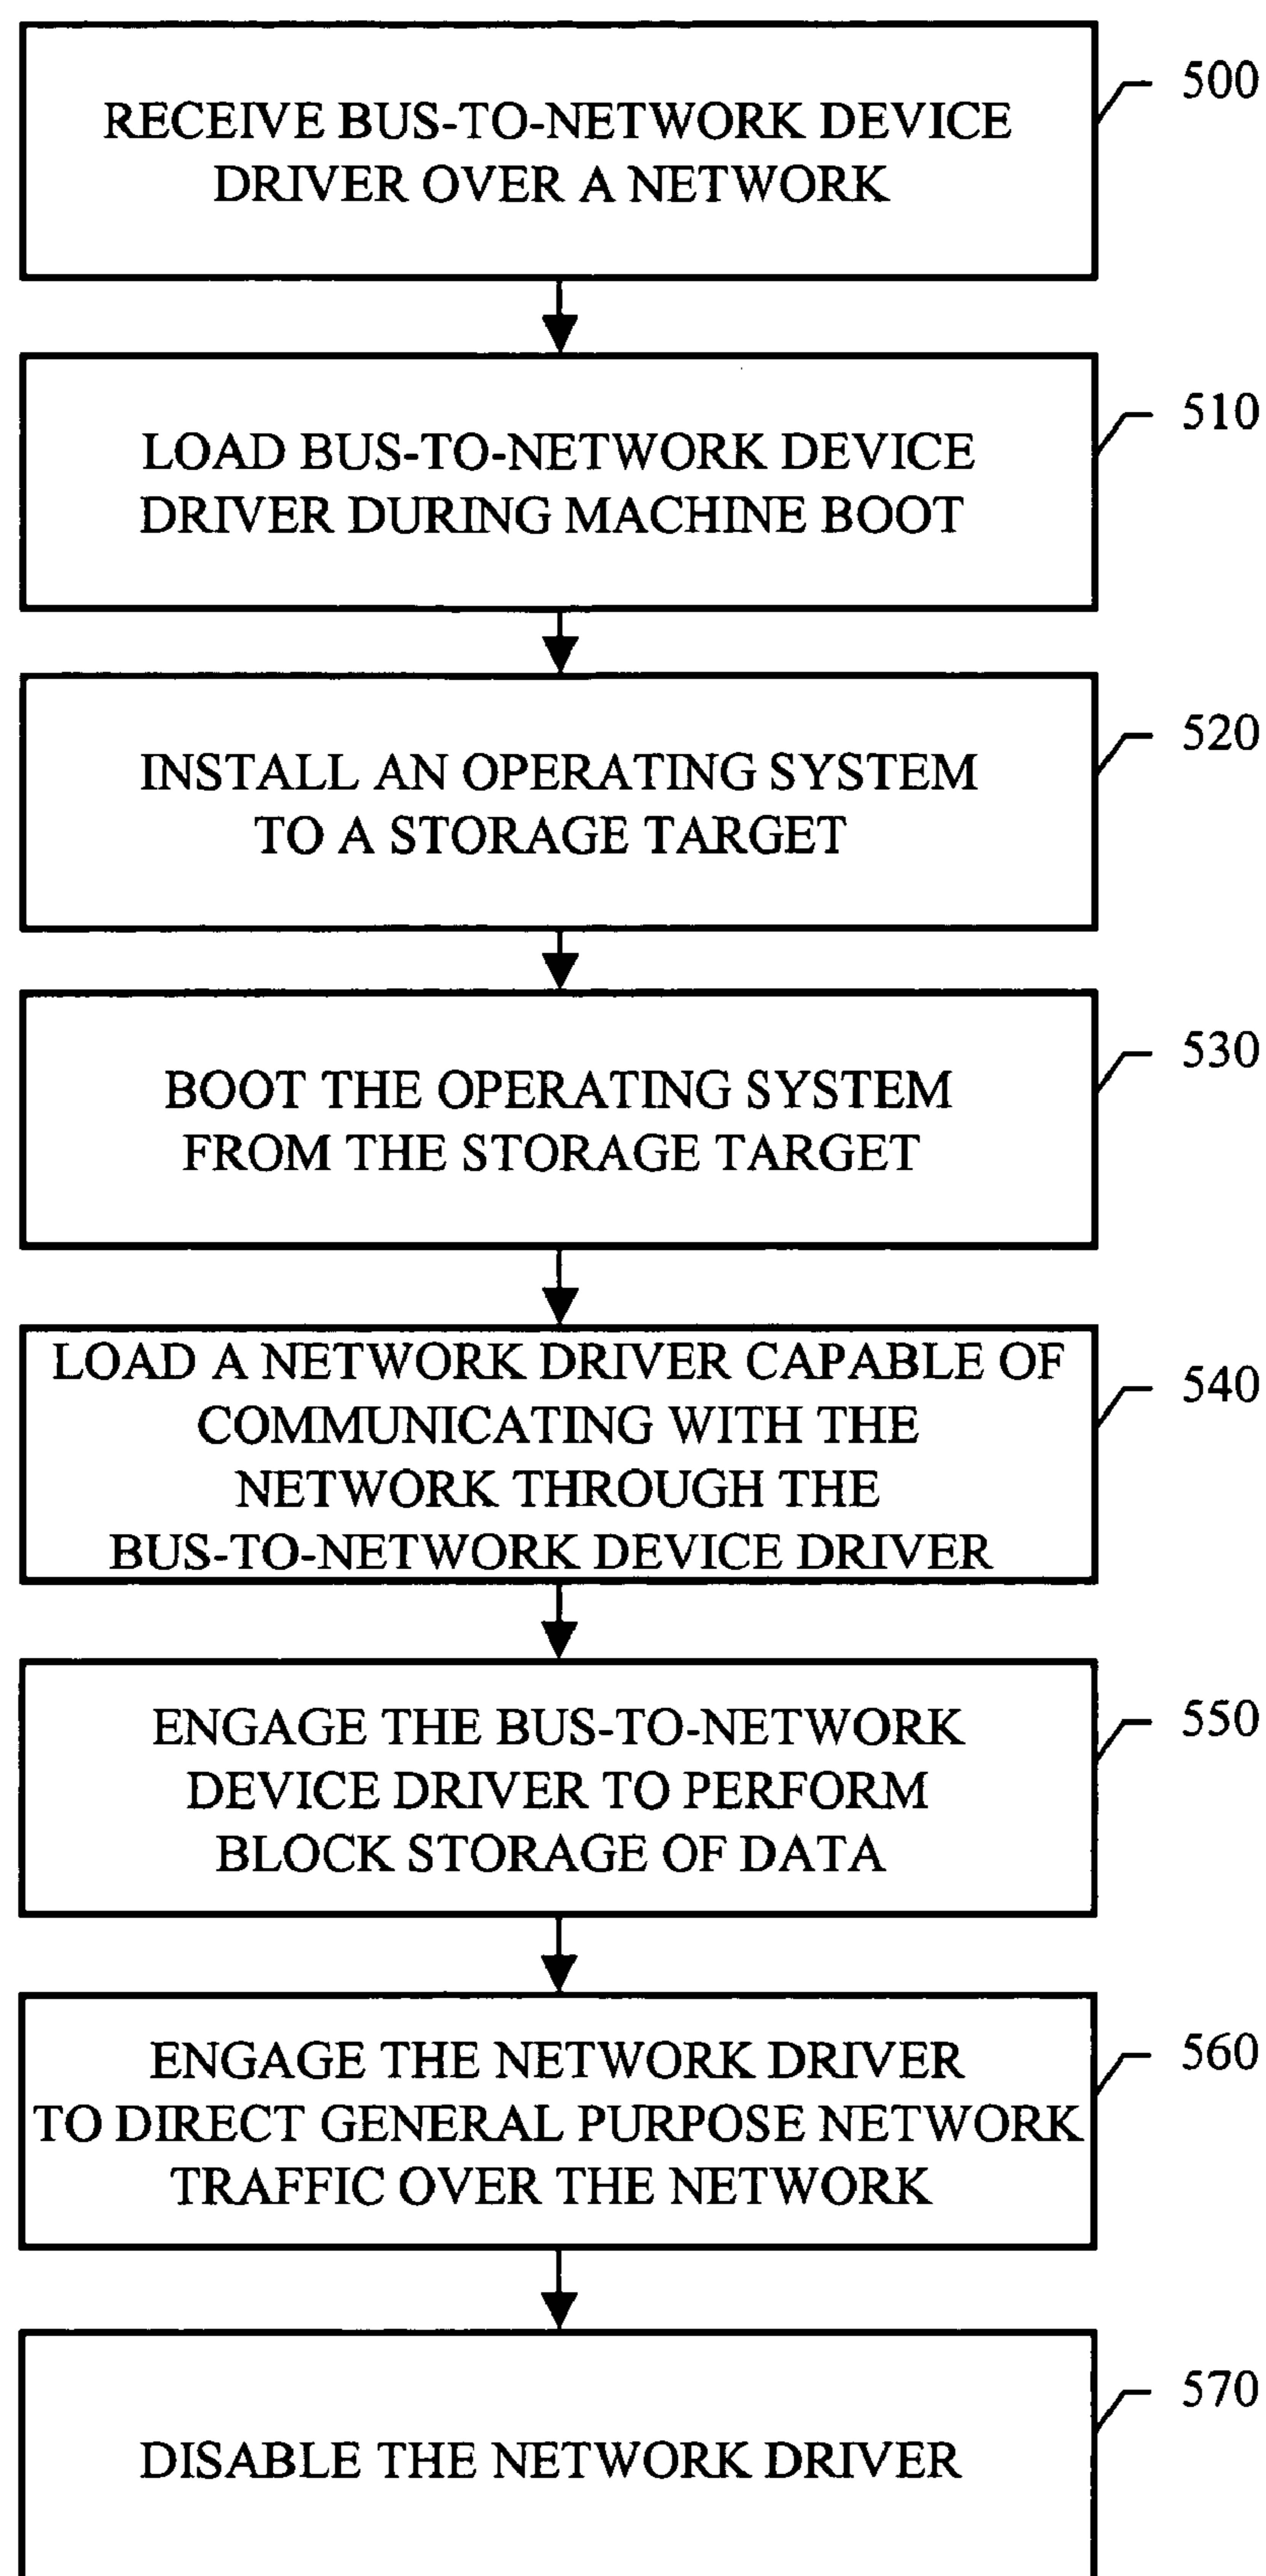 RECEIVE BUS-TO-NETWORK DEVICE
DRIVER OVER A NETWORK
500
LOAD BUS-TO-NETWORK DEVICE
DRIVER DURING MACHINE BOOT
510
INSTALL AN OPERATING SYSTEM
TO A STORAGE TARGET
520
BOOT THE OPERATING SYSTEM
FROM THE STORAGE TARGET
530
LOAD A NETWORK DRIVER CAPABLE OF
COMMUNICATING WITH THE
NETWORK THROUGH THE
BUS-TO-NETWORK DEVICE DRIVER
540
ENGAGE THE BUS-TO-NETWORK
DEVICE DRIVER TO PERFORM
BLOCK STORAGE OF DATA
550
ENGAGE THE NETWORK DRIVER
TO DIRECT GENERAL PURPOSE NETWORK
TRAFFIC OVER THE NETWORK
560
DISABLE THE NETWORK DRIVER
570